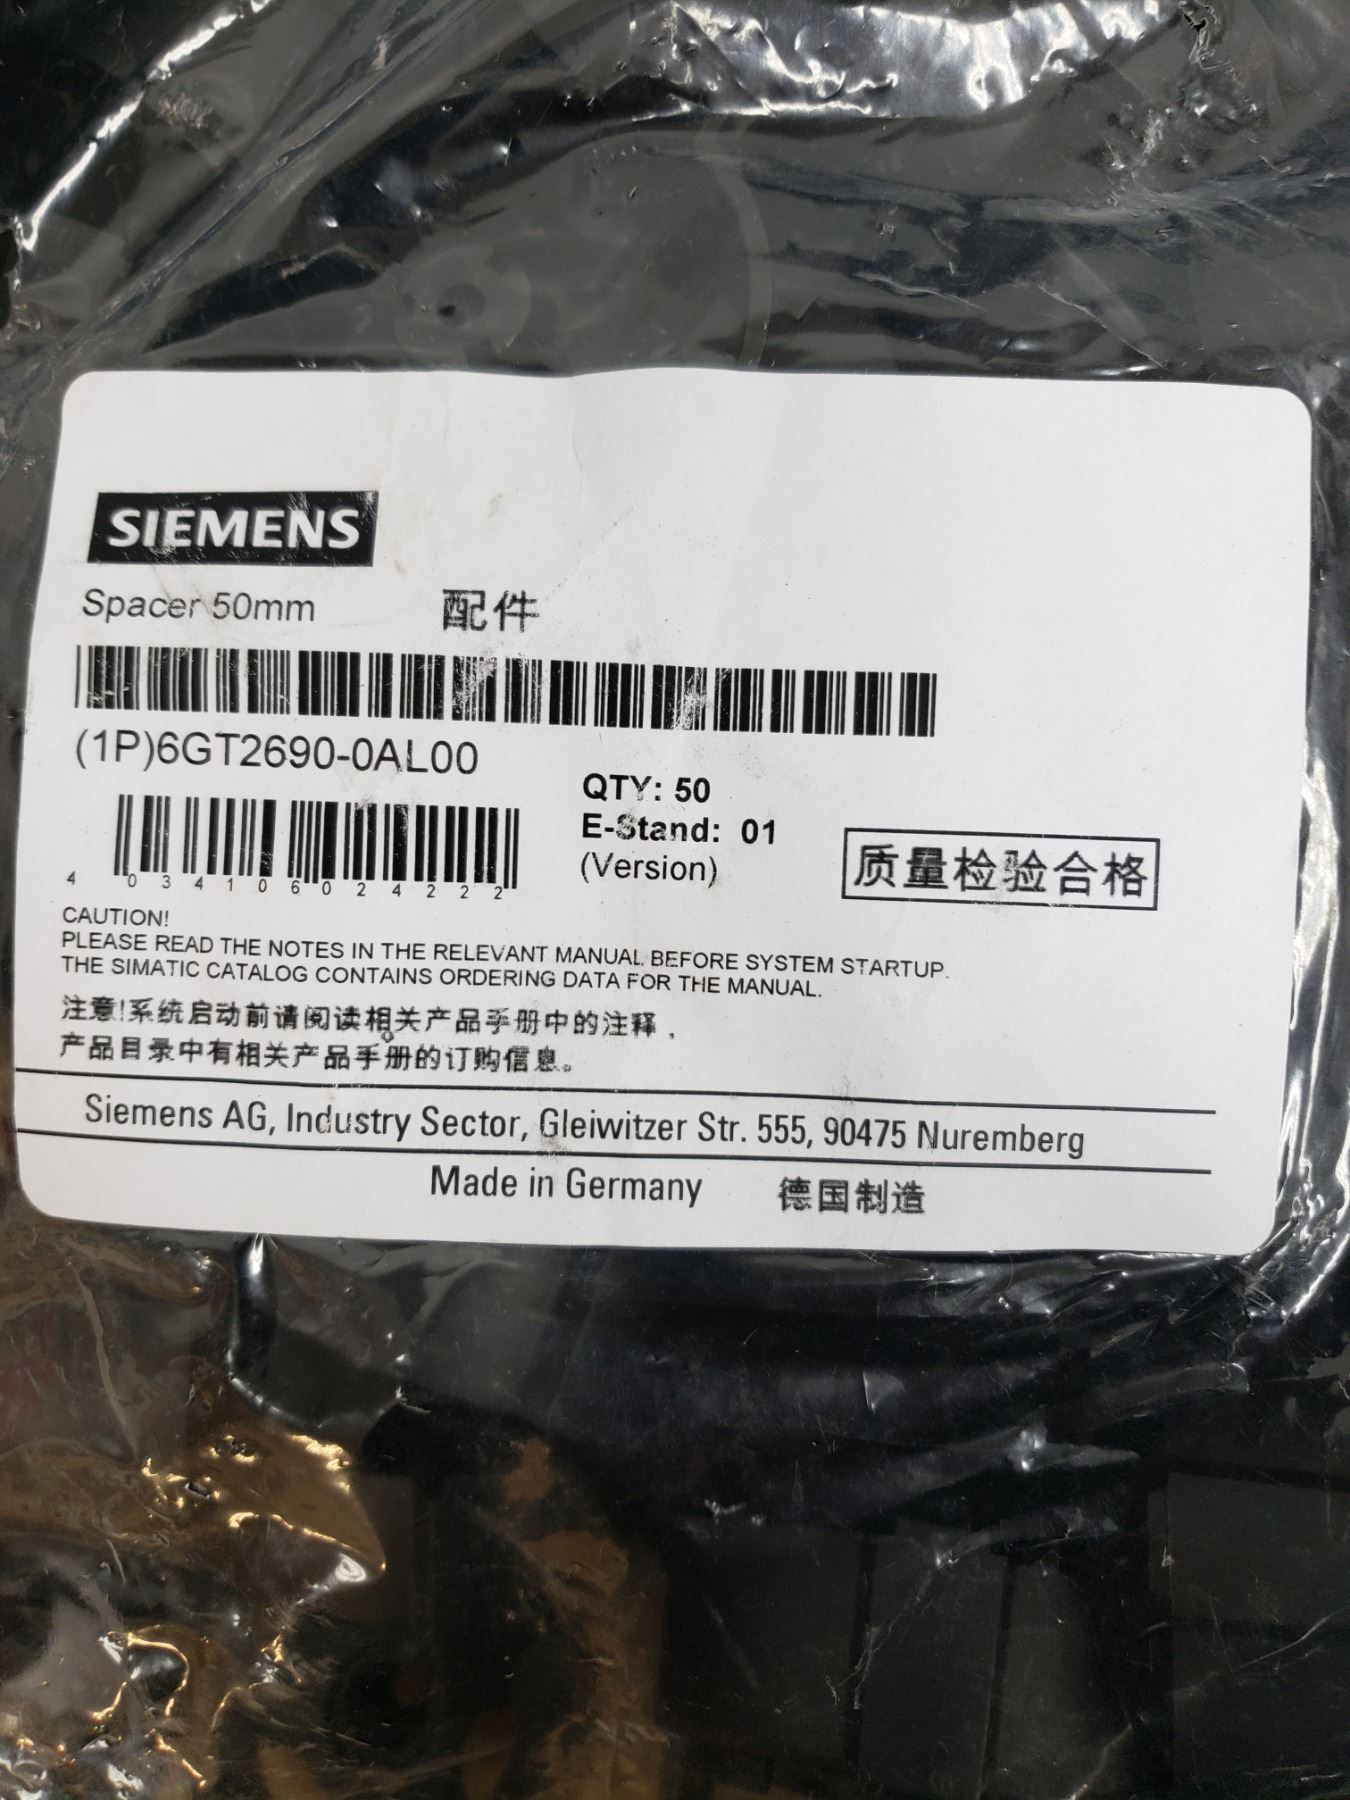 SIEMENS
Spacer 50mm 配件
(1P)6GT2690-0AL00
QTY: 50
E-Stand: 01
(Version)
质量检验合格
4 034106 024222
CAUTION!
PLEASE READ THE NOTES IN THE RELEVANT MANUAL BEFORE SYSTEM STARTUP.
THE SIMATIC CATALOG CONTAINS ORDERING DATA FOR THE MANUAL.
注意!系统启动前请阅读相关产品手册中的注释，
产品目录中有相关产品手册的订购信息。
Siemens AG, Industry Sector, Gleiwitzer Str. 555, 90475 Nuremberg
Made in Germany 德国制造